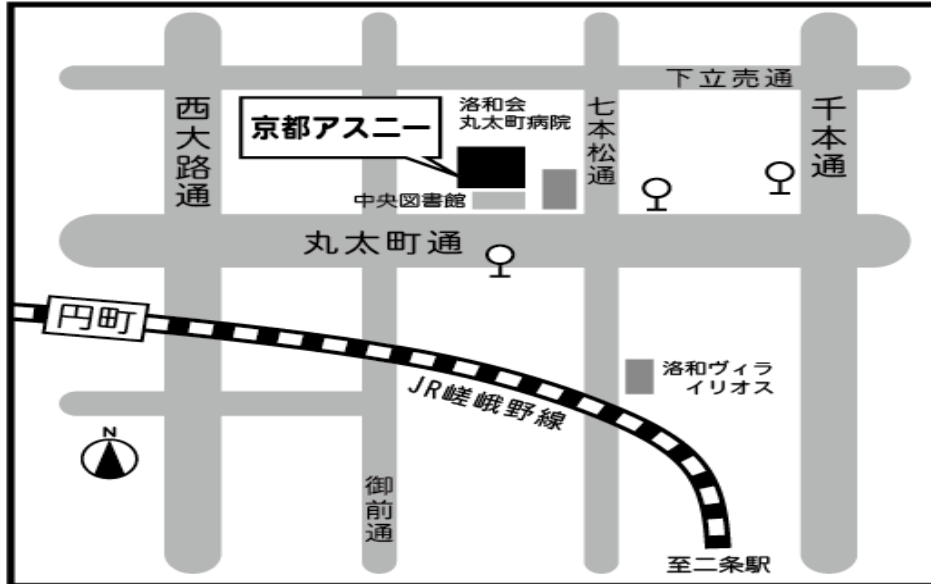 下立売通
西大路通
京都アスニー
洛和会
丸太町病院
七本松通
千本通
中央図書館
丸太町通
円町
洛和ヴィラ
イリオス
JR嵯峨野線
N
御前通
至二条駅